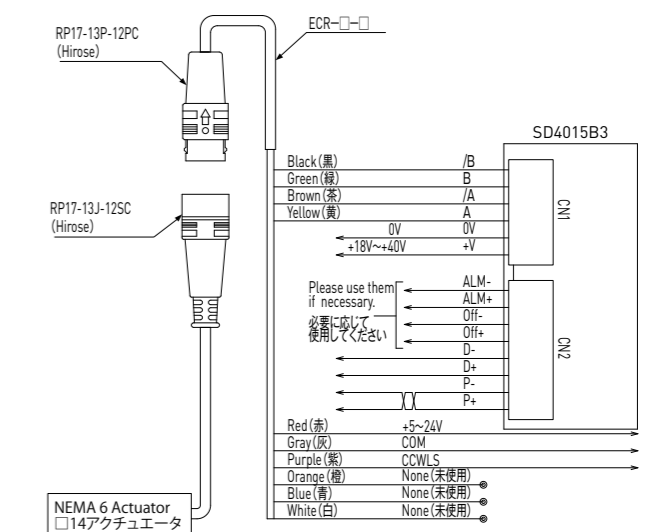 RP17-13P-12PC
(Hirose)
ECR-□-□
SD4015B3
RP17-13J-12SC
(Hirose)
Black(黒) /B
Green(緑) B
Brown(茶) /A
Yellow(黄) A
0V 0V
+18V~+40V +V
CN1
Please use them
if necessary.
必要に応じて
使用してください
ALM-
ALM+
Off-
Off+
D-
D+
P-
P+
CN2
Red(赤) +5~24V
Gray(灰) COM
Purple(紫) CCWLS
Orange(橙) None(未使用)
Blue(青) None(未使用)
White(白) None(未使用)
NEMA 6 Actuator
□14アクチュエータ